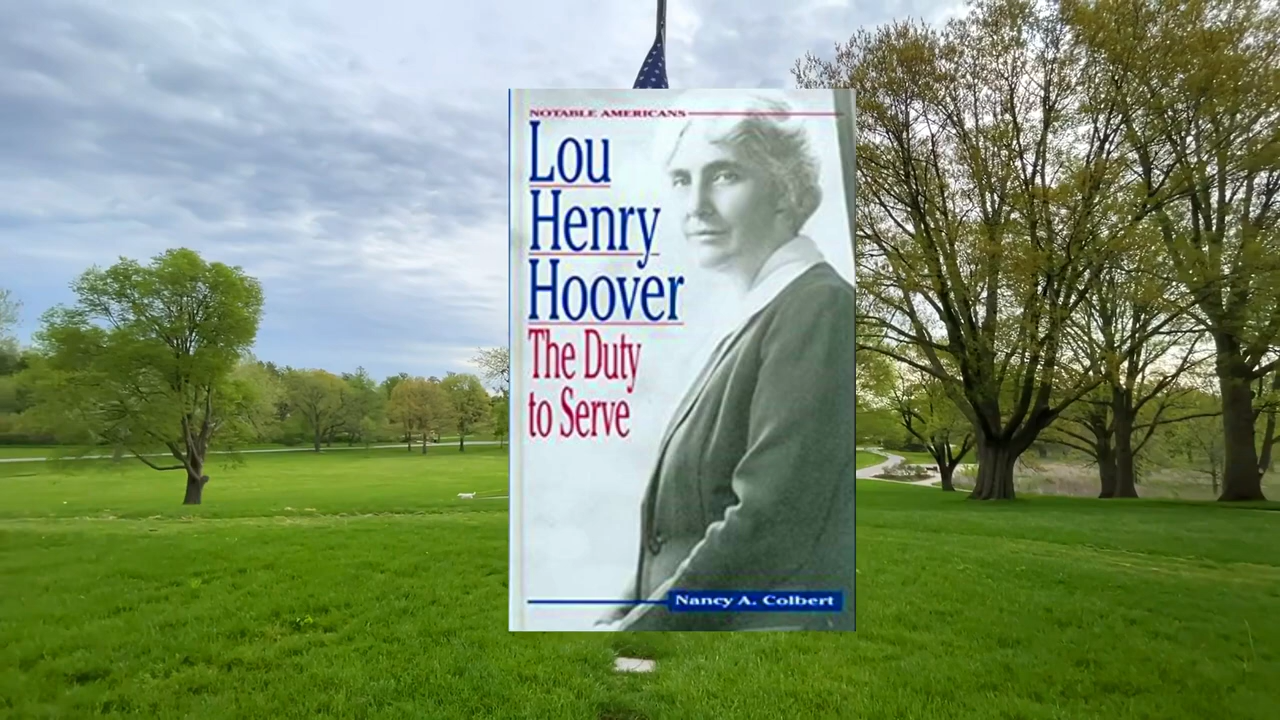 NOTABLE AMERICANS
Lou
Henry
Hoover
The Duty
to Serve
Nancy A. Colbert